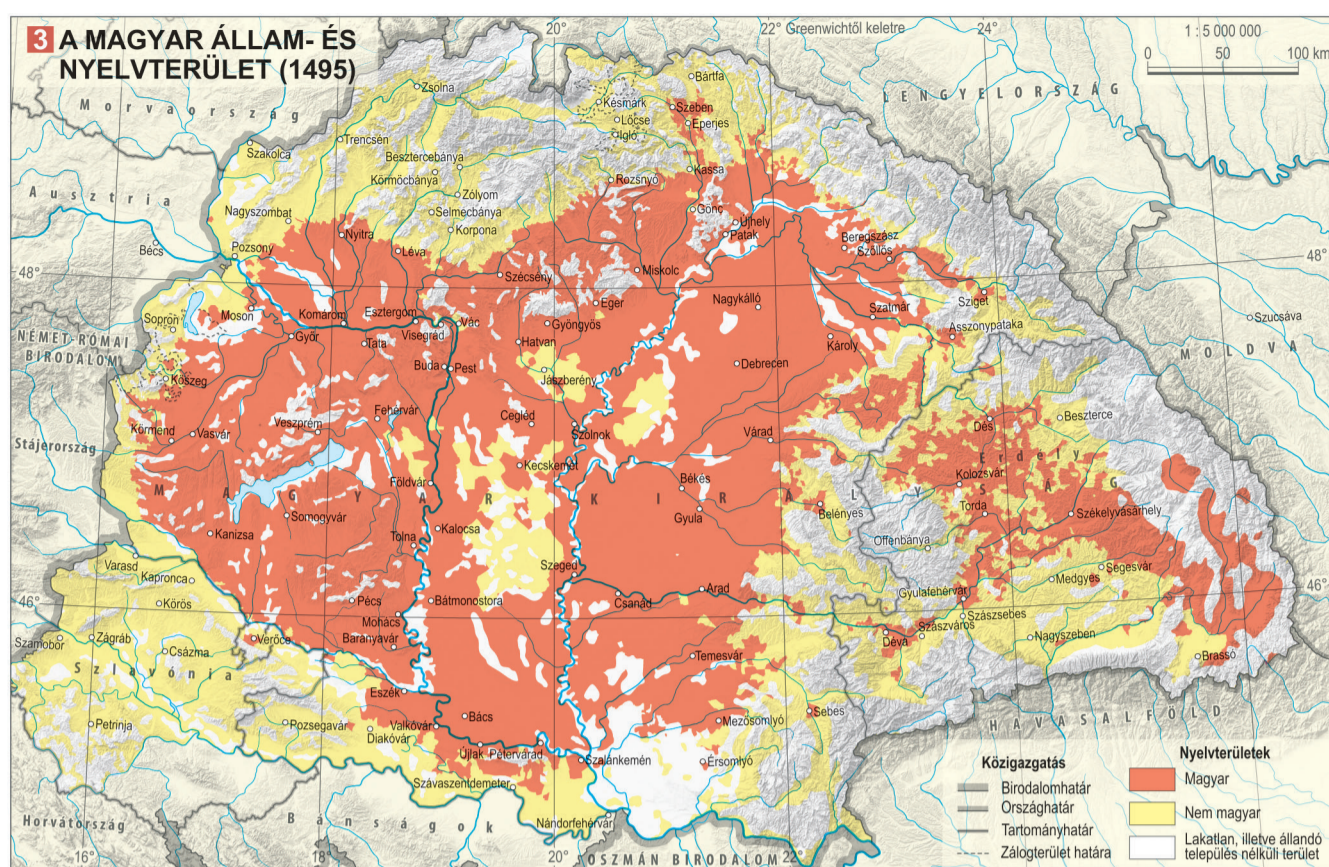 3 A MAGYAR ÁLLAM- ÉS
NYELVTERÜLET (1495)
20°
22°
Greenwichtől keletre
24°
1 : 5 000 000
0 50 100 km
Morvaország
LENGYELORSZÁG
Zsolna
Bártfa
Késmárk
Szeben
Lőcse
Eperjes
Igló
Trencsén
Szakolca
Besztercebánya
Kassa
Körmöcbánya
Rozsnyó
Ausztria
Zólyom
Nagyszombat
Selmecbánya
Gönc
Újhely
Korpona
Patak
Nyitra
Beregszász
Bécs
Pozsony
Léva
Szőllős
48°
Szécsény
Miskolc
48°
Sziget
Eger
Nagykálló
Moson
Komárom
Esztergom
Szatmár
Sopron
Visegrád
Vác
Gyöngyös
Szucsáva
NÉMET-RÓMAI
BIRODALOM
Győr
Tata
Hatvan
Asszonypataka
Károly
MOLDVA
Buda
Pest
Debrecen
Kőszeg
Jászberény
Stájerország
Fehérvár
Cegléd
Beszterce
Körmend
Vasvár
Veszprém
Szolnok
Várad
Dés
Erdély
Kecskemét
Kolozsvár
Földvár
Békés
MAGYAR KIRÁLYSÁG
Somogyvár
Gyula
Belényes
Torda
Székelyvásárhely
Kanizsa
Kalocsa
Tolna
Offenbánya
Varasd
Szeged
Segesvár
Kapronca
Medgyes
Arad
Gyulafehérvár
46°
Körös
Pécs
Bátmonostora
Csanád
46°
Mohács
Szászsebes
Szamobor
Zágráb
Verőce
Baranyavár
Déva
Szászváros
Nagyszeben
Csázma
Temesvár
Brassó
Szlavónia
Eszék
Petrinja
Pozsegavár
Valkóvár
Bács
Mezősomlyó
Sebes
Diakóvár
HAVASALFÖLD
Újlak
Pétervárad
Szalánkemén
Érsomlyó
Szávaszentdemeter
Horvátország
Bánságok
Nándorfehérvár
16°
18°
20°
OSZMÁN BIRODALOM
22°
Közigazgatás
Birodalomhatár
Országhatár
Tartományhatár
Zálogterület határa
Nyelvterületek
Magyar
Nem magyar
Lakatlan, illetve állandó
település nélküli terület